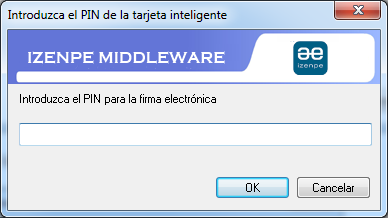 Introduzca el PIN de la tarjeta inteligente
IZENPE MIDDLEWARE
ae
izenpe
Introduzca el PIN para la firma electrónica
OK
Cancelar